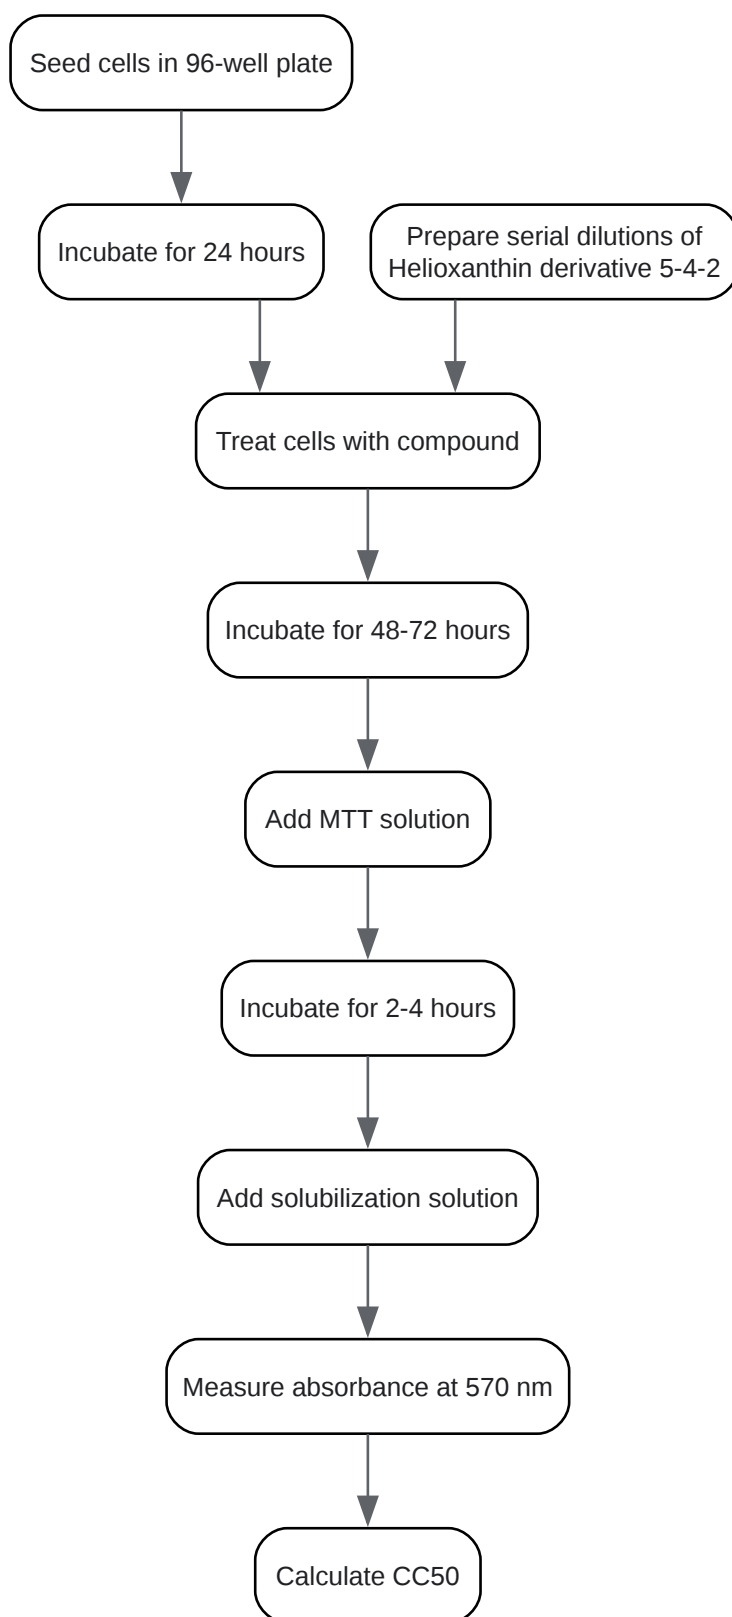 Seed cells in 96-well plate
Incubate for 24 hours
Prepare serial dilutions of
Helioxanthin derivative 5-4-2
Treat cells with compound
Incubate for 48-72 hours
Add MTT solution
Incubate for 2-4 hours
Add solubilization solution
Measure absorbance at 570 nm
Calculate CC50